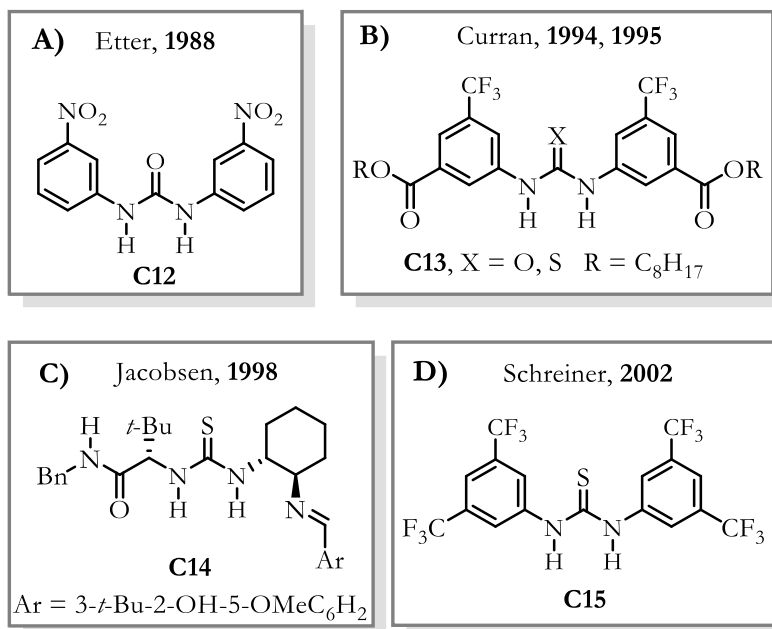 A) Etter, 1988
NO₂ NO₂
O
N N
H H
C12
B) Curran, 1994, 1995
CF₃ CF₃
X
RO N N OR
O H H O
C13, X = O, S R = C₈H₁₇
C) Jacobsen, 1998
H t-Bu S
N
Bn N N
O H H N
Ar
C14
Ar = 3-t-Bu-2-OH-5-OMeC₆H₂
D) Schreiner, 2002
CF₃ CF₃
S
F₃C N N CF₃
H H
C15